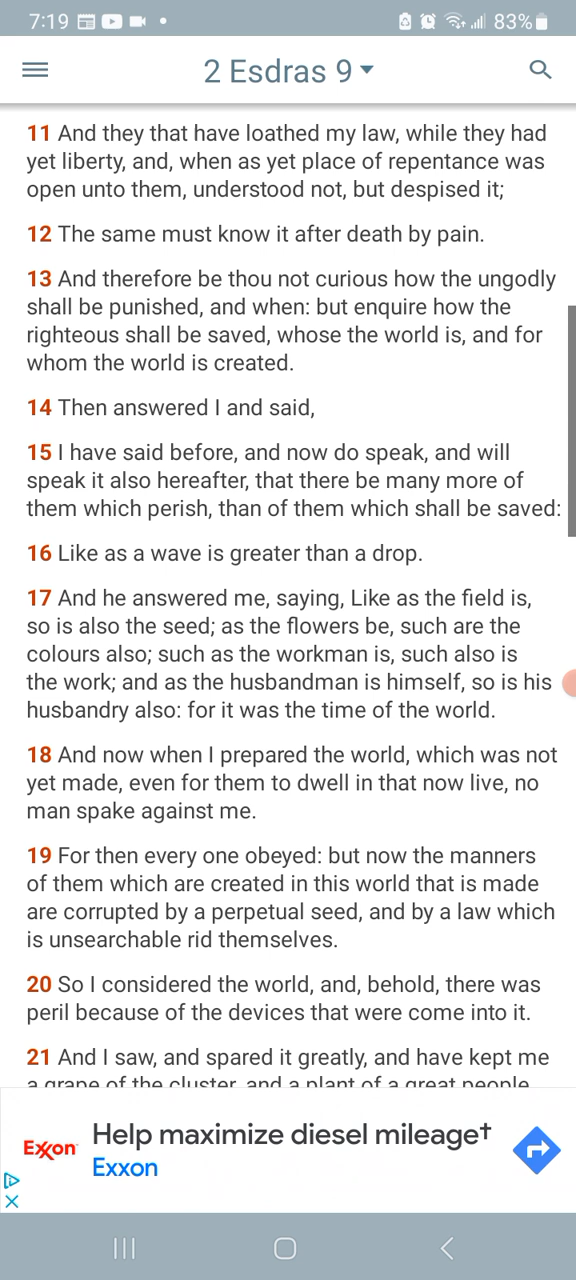 7:19 83%
2 Esdras 9
11 And they that have loathed my law, while they had
yet liberty, and, when as yet place of repentance was
open unto them, understood not, but despised it;
12 The same must know it after death by pain.
13 And therefore be thou not curious how the ungodly
shall be punished, and when: but enquire how the
righteous shall be saved, whose the world is, and for
whom the world is created.
14 Then answered I and said,
15 I have said before, and now do speak, and will
speak it also hereafter, that there be many more of
them which perish, than of them which shall be saved:
16 Like as a wave is greater than a drop.
17 And he answered me, saying, Like as the field is,
so is also the seed; as the flowers be, such are the
colours also; such as the workman is, such also is
the work; and as the husbandman is himself, so is his
husbandry also: for it was the time of the world.
18 And now when I prepared the world, which was not
yet made, even for them to dwell in that now live, no
man spake against me.
19 For then every one obeyed: but now the manners
of them which are created in this world that is made
are corrupted by a perpetual seed, and by a law which
is unsearchable rid themselves.
20 So I considered the world, and, behold, there was
peril because of the devices that were come into it.
21 And I saw, and spared it greatly, and have kept me
a grape of the cluster, and a plant of a great people.
Exxon
Help maximize diesel mileage†
Exxon